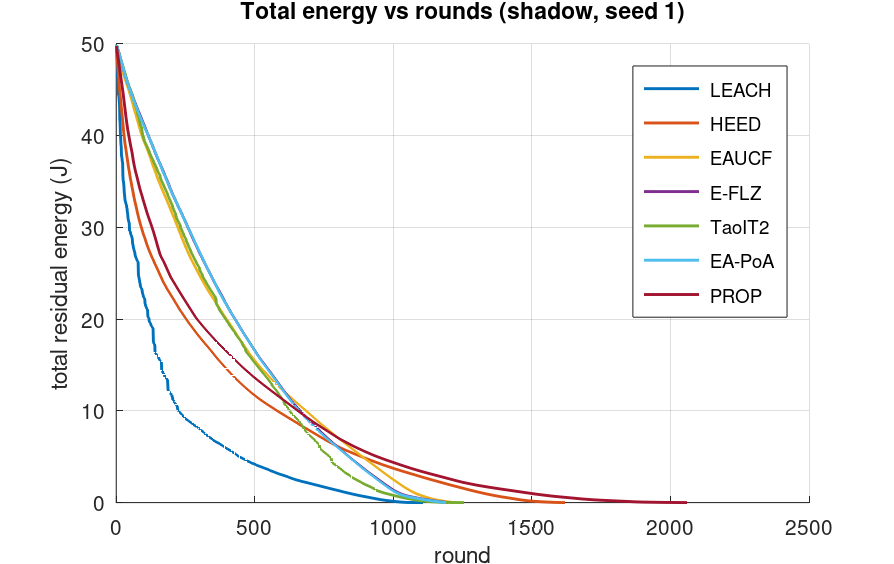 Total energy vs rounds (shadow, seed 1)
total residual energy (J)
50
40
30
20
10
0
0 500 1000 1500 2000 2500
round
LEACH
HEED
EAUCF
E-FLZ
TaoIT2
EA-PoA
PROP